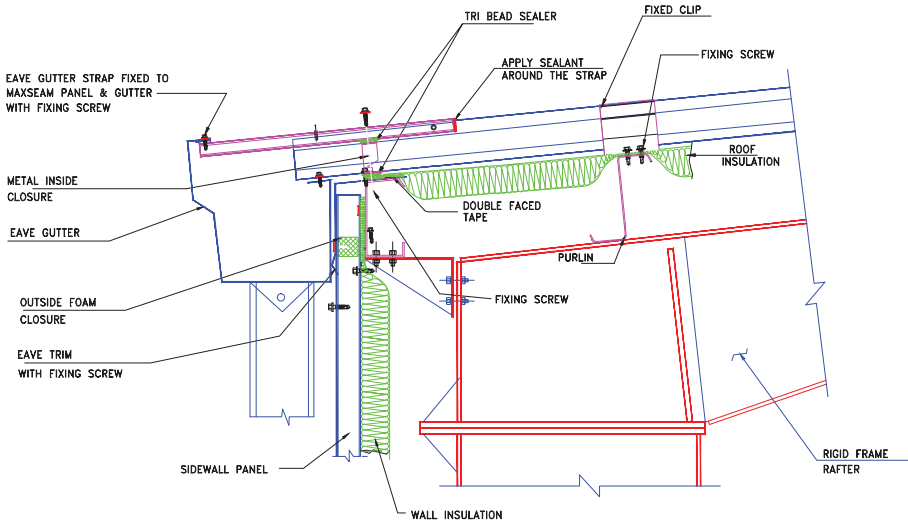 TRI BEAD SEALER
FIXED CLIP
FIXING SCREW
EAVE GUTTER STRAP FIXED TO
MAXSEAM PANEL & GUTTER
WITH FIXING SCREW
APPLY SEALANT
AROUND THE STRAP
ROOF
INSULATION
METAL INSIDE
CLOSURE
DOUBLE FACED
TAPE
EAVE GUTTER
PURLIN
OUTSIDE FOAM
CLOSURE
FIXING SCREW
EAVE TRIM
WITH FIXING SCREW
SIDEWALL PANEL
RIGID FRAME
RAFTER
WALL INSULATION